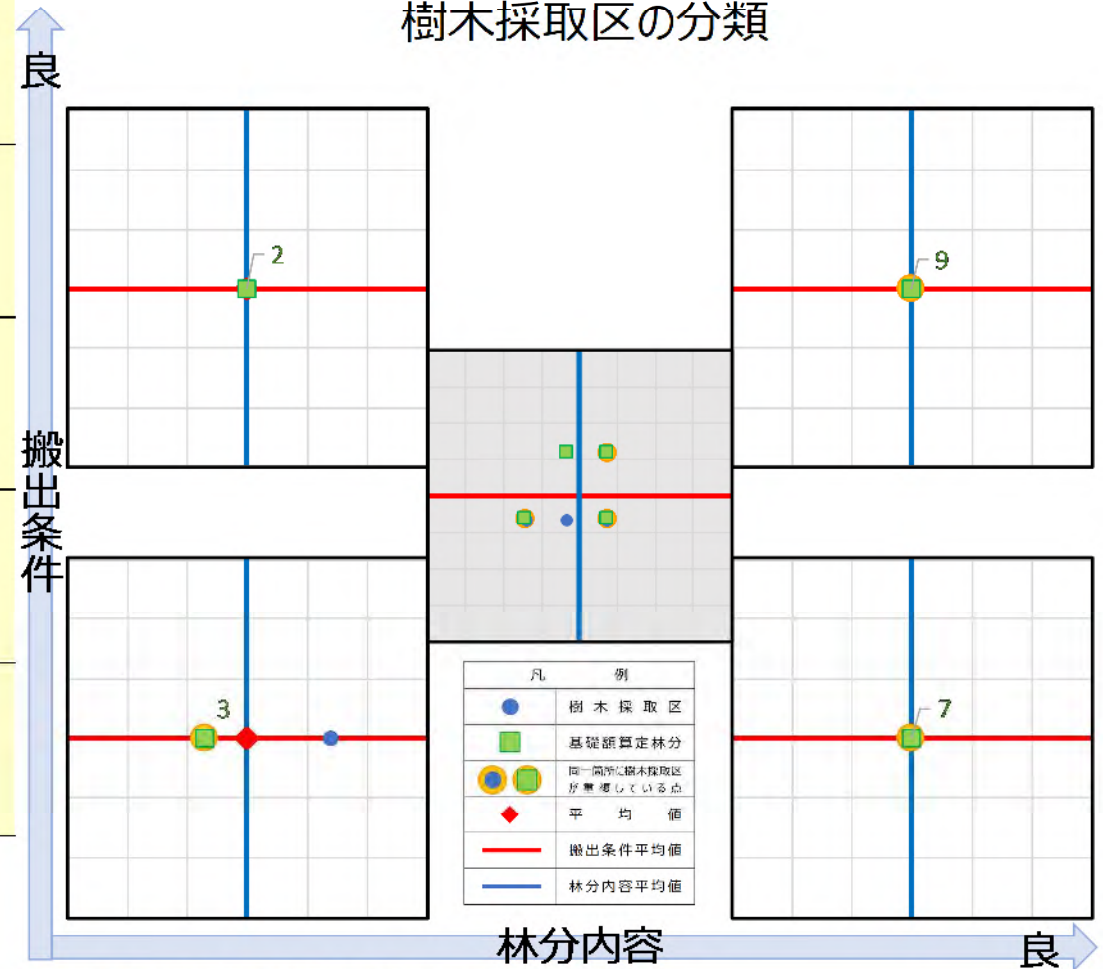 樹木採取区の分類
良
搬出条件
2
9
3
7
凡 例
樹木採取区
基礎額算定林分
同一箇所に樹木採取区
が重複している点
平均値
搬出条件平均値
林分内容平均値
林分内容
良